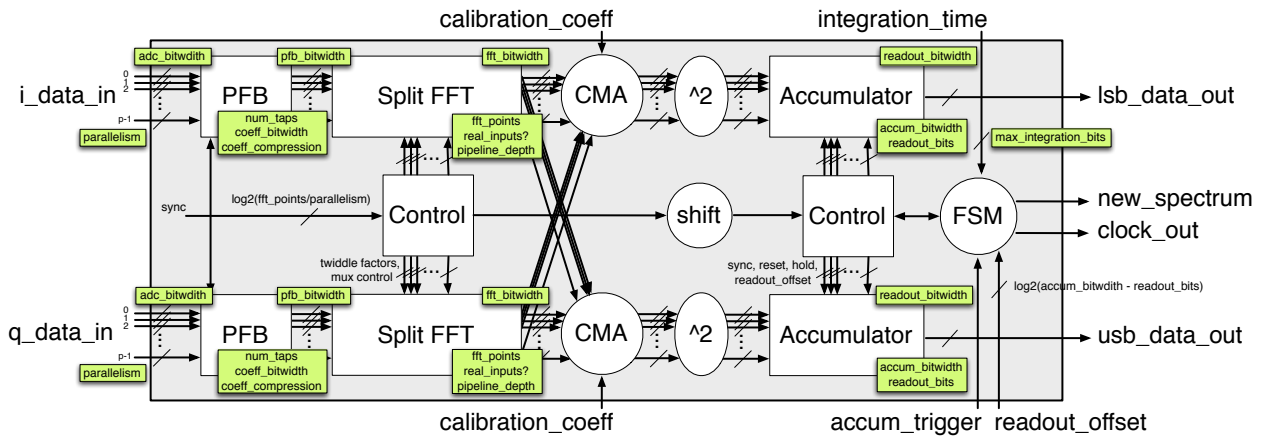 calibration_coeff
integration_time
adc_bitwdith
pfb_bitwidth
fft_bitwidth
readout_bitwidth
0
1
2
i_data_in
PFB
Split FFT
CMA
^2
Accumulator
lsb_data_out
p-1
parallelism
num_taps
coeff_bitwidth
coeff_compression
fft_points
real_inputs?
pipeline_depth
accum_bitwidth
readout_bits
max_integration_bits
sync
log2(fft_points/parallelism)
Control
shift
Control
FSM
new_spectrum
clock_out
twiddle factors,
mux control
sync, reset, hold,
readout_offset
log2(accum_bitwdith - readout_bits)
adc_bitwdith
pfb_bitwidth
fft_bitwidth
readout_bitwidth
0
1
2
q_data_in
PFB
Split FFT
CMA
^2
Accumulator
usb_data_out
p-1
parallelism
num_taps
coeff_bitwidth
coeff_compression
fft_points
real_inputs?
pipeline_depth
accum_bitwidth
readout_bits
calibration_coeff
accum_trigger
readout_offset